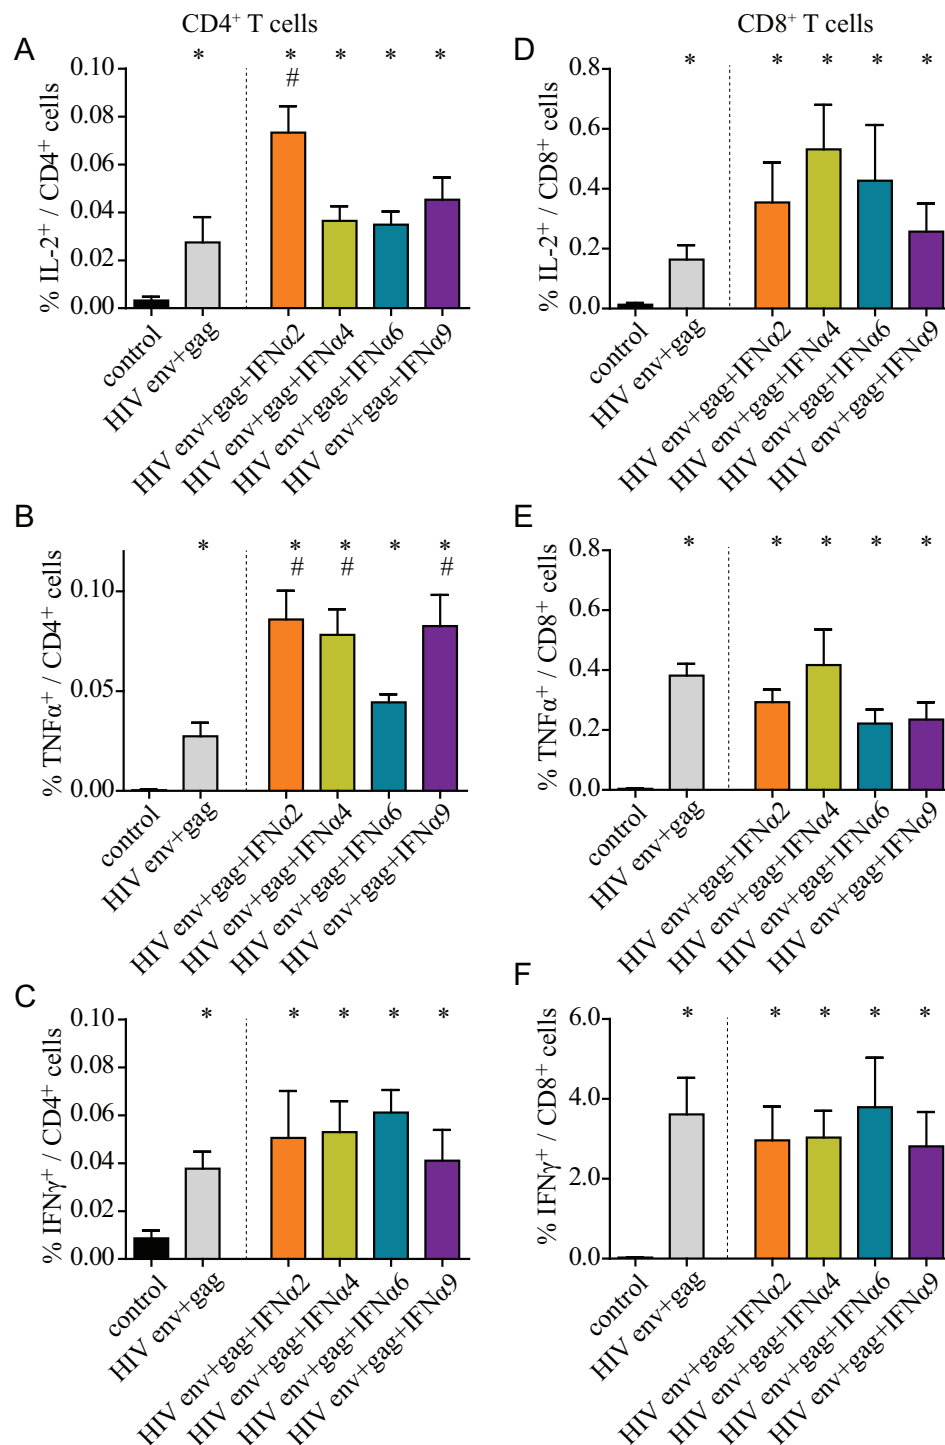 CD4⁺ T cells
A
* * * * *
#
% IL-2⁺ / CD4⁺ cells
0.10
0.08
0.06
0.04
0.02
0.00
control
HIV env+gag
HIV env+gag+IFNα2
HIV env+gag+IFNα4
HIV env+gag+IFNα6
HIV env+gag+IFNα9
B
* * * * *
# # #
% TNFα⁺ / CD4⁺ cells
0.10
0.05
0.00
control
HIV env+gag
HIV env+gag+IFNα2
HIV env+gag+IFNα4
HIV env+gag+IFNα6
HIV env+gag+IFNα9
C
* * * * *
% IFNγ⁺ / CD4⁺ cells
0.10
0.08
0.06
0.04
0.02
0.00
control
HIV env+gag
HIV env+gag+IFNα2
HIV env+gag+IFNα4
HIV env+gag+IFNα6
HIV env+gag+IFNα9
CD8⁺ T cells
D
* * * * *
% IL-2⁺ / CD8⁺ cells
0.8
0.6
0.4
0.2
0.0
control
HIV env+gag
HIV env+gag+IFNα2
HIV env+gag+IFNα4
HIV env+gag+IFNα6
HIV env+gag+IFNα9
E
* * * * *
% TNFα⁺ / CD8⁺ cells
0.8
0.6
0.4
0.2
0.0
control
HIV env+gag
HIV env+gag+IFNα2
HIV env+gag+IFNα4
HIV env+gag+IFNα6
HIV env+gag+IFNα9
F
* * * * *
% IFNγ⁺ / CD8⁺ cells
6.0
4.0
2.0
0.0
control
HIV env+gag
HIV env+gag+IFNα2
HIV env+gag+IFNα4
HIV env+gag+IFNα6
HIV env+gag+IFNα9